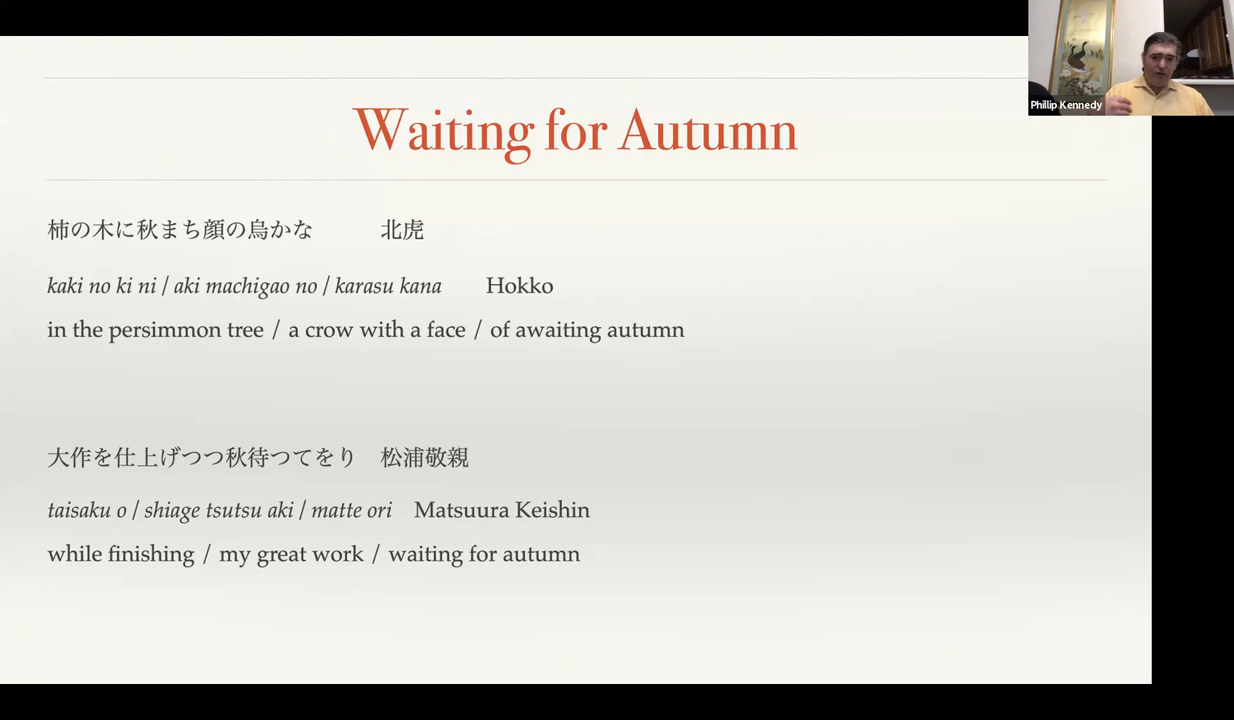 Phillip Kennedy
Waiting for Autumn
柿の木に秋まち顔の烏かな 北虎
kaki no ki ni / aki machigao no / karasu kana Hokko
in the persimmon tree / a crow with a face / of awaiting autumn
大作を仕上げつつ秋待つてをり 松浦敬親
taisaku o / shiage tsutsu aki / matte ori Matsuura Keishin
while finishing / my great work / waiting for autumn